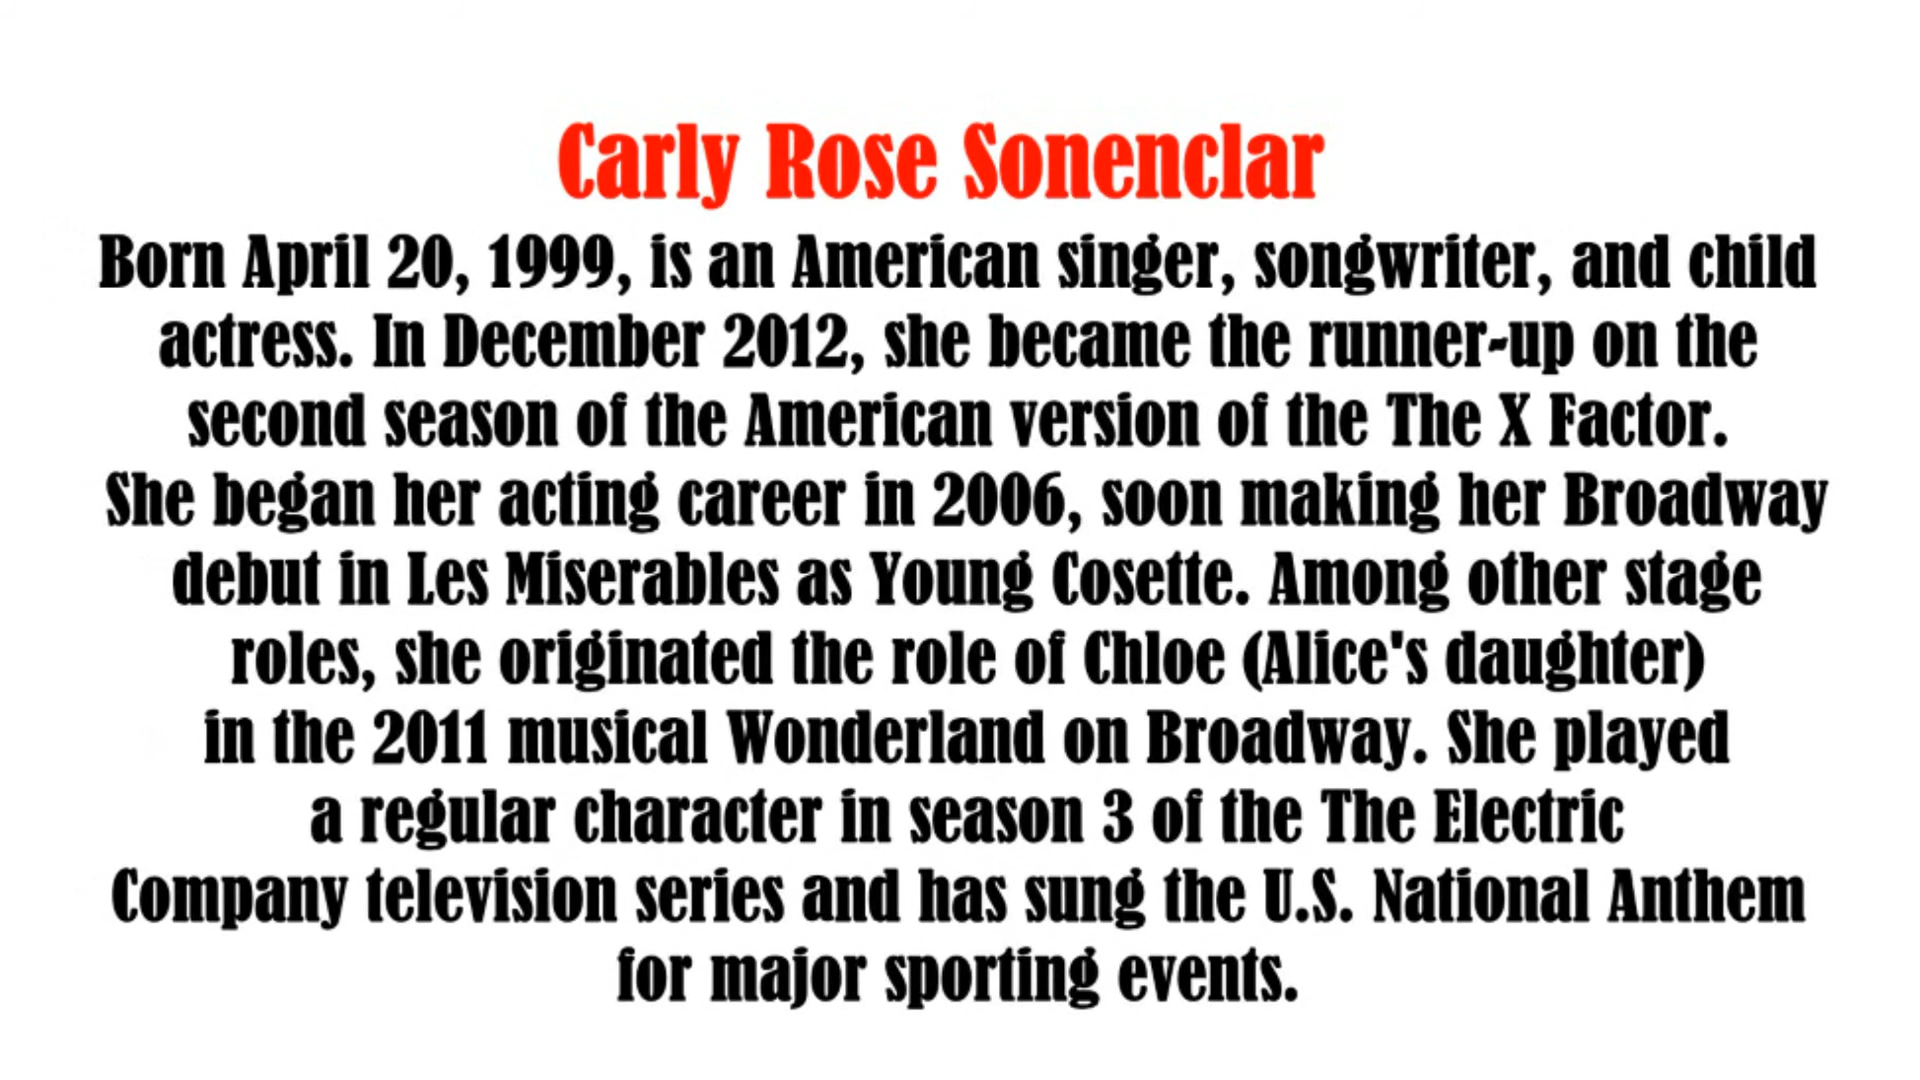 Carly Rose Sonenclar
Born April 20, 1999, is an American singer, songwriter, and child
actress. In December 2012, she became the runner-up on the
second season of the American version of the The X Factor.
She began her acting career in 2006, soon making her Broadway
debut in Les Miserables as Young Cosette. Among other stage
roles, she originated the role of Chloe (Alice's daughter)
in the 2011 musical Wonderland on Broadway. She played
a regular character in season 3 of the The Electric
Company television series and has sung the U.S. National Anthem
for major sporting events.